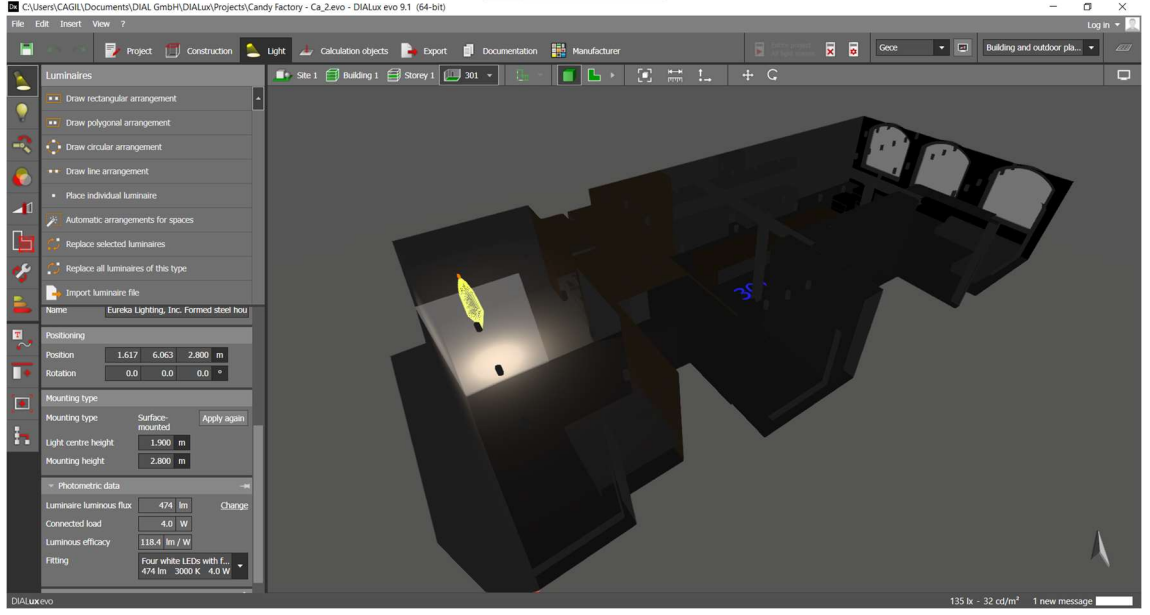 C:\Users\CAGIL\Documents\DIAL GmbH\DIALux\Projects\Candy Factory - Ca_2.evo - DIALux evo 9.1 (64-bit)
File Edit Insert View ?
Log in
Project Construction Light Calculation objects Export Documentation Manufacturer
Gece
Building and outdoor pla...
Luminaires
Site 1 Building 1 Storey 1 301
Draw rectangular arrangement
Draw polygonal arrangement
Draw circular arrangement
Draw line arrangement
Place individual luminaire
Automatic arrangements for spaces
Replace selected luminaires
Replace all luminaires of this type
Import luminaire file
Name Eureka Lighting, Inc. Formed steel hou
Positioning
Position 1.617 6.063 2.800 m
Rotation 0.0 0.0 0.0 °
Mounting type
Mounting type Surface-mounted Apply again
Light centre height 1.900 m
Mounting height 2.800 m
Photometric data
Luminaire luminous flux 474 lm Change
Connected load 4.0 W
Luminous efficacy 118.4 lm / W
Fitting Four white LEDs with f...
474 lm 3000 K 4.0 W
DIALux evo
135 lx - 32 cd/m² 1 new message